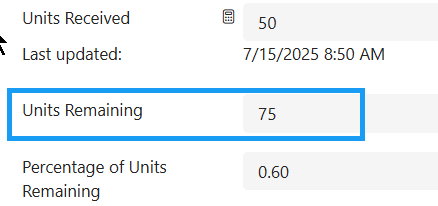 Units Received 50
Last updated: 7/15/2025 8:50 AM
Units Remaining 75
Percentage of Units 0.60
Remaining